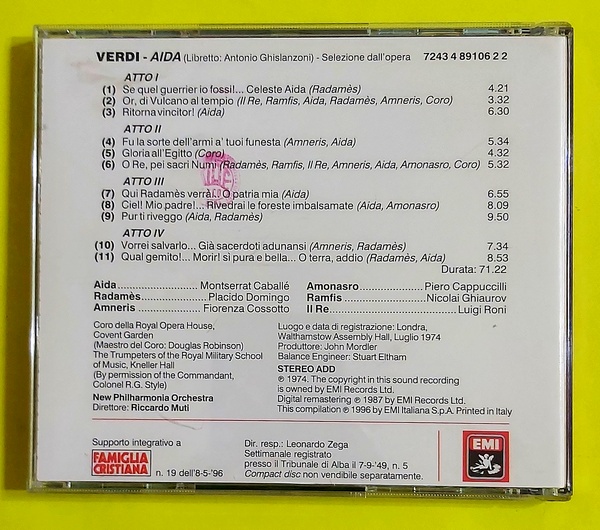 VERDI - AIDA (Libretto: Antonio Ghislanzoni) - Selezione dall'opera 7243 4 89106 2 2
ATTO I
(1) Se quel guerrier io fossi!... Celeste Aida (Radamès) 4.21
(2) Or, di Vulcano al tempio (Il Re, Ramfis, Aida, Radamès, Amneris, Coro) 3.32
(3) Ritorna vincitor! (Aida) 6.30
ATTO II
(4) Fu la sorte dell'armi a' tuoi funesta (Amneris, Aida) 5.34
(5) Gloria all'Egitto (Coro) 4.32
(6) O Re, pei sacri Numi (Radamès, Ramfis, Il Re, Amneris, Aida, Amonasro, Coro) 5.32
ATTO III
(7) Qui Radamès verrà!... O patria mia (Aida) 6.55
(8) Ciel! Mio padre!... Rivedrai le foreste imbalsamate (Aida, Amonasro) 8.09
(9) Pur ti riveggo (Aida, Radamès) 9.50
ATTO IV
(10) Vorrei salvarlo... Già sacerdoti adunansi (Amneris, Radamès) 7.34
(11) Qual gemito!... Morir! sì pura e bella... O terra, addio (Radamès, Aida) 8.53
Durata: 71.22
Aida........................ Montserrat Caballé
Radamès..................... Placido Domingo
Amneris ................... Fiorenza Cossotto
Amonasro......................... Piero Cappuccilli
Ramfis.............................. Nicolai Ghiaurov
Il Re........................................ Luigi Roni
Coro della Royal Opera House,
Covent Garden
(Maestro del Coro: Douglas Robinson)
The Trumpeters of the Royal Military School
of Music, Kneller Hall
(By permission of the Commandant,
Colonel R.G. Style)
New Philharmonia Orchestra
Direttore: Riccardo Muti
Luogo e data di registrazione: Londra,
Walthamstow Assembly Hall, Luglio 1974
Produttore: John Mordler
Balance Engineer: Stuart Eltham
STEREO ADD
℗ 1974. The copyright in this sound recording
is owned by EMI Records Ltd.
Digital remastering ℗ 1987 by EMI Records Ltd.
This compilation ℗ 1996 by EMI Italiana S.p.A. Printed in Italy
Supporto integrativo a
FAMIGLIA
CRISTIANA
n. 19 dell'8-5-'96
Dir. resp.: Leonardo Zega
Settimanale registrato
presso il Tribunale di Alba il 7-9-'49, n. 5
Compact disc non vendibile separatamente.
EMI